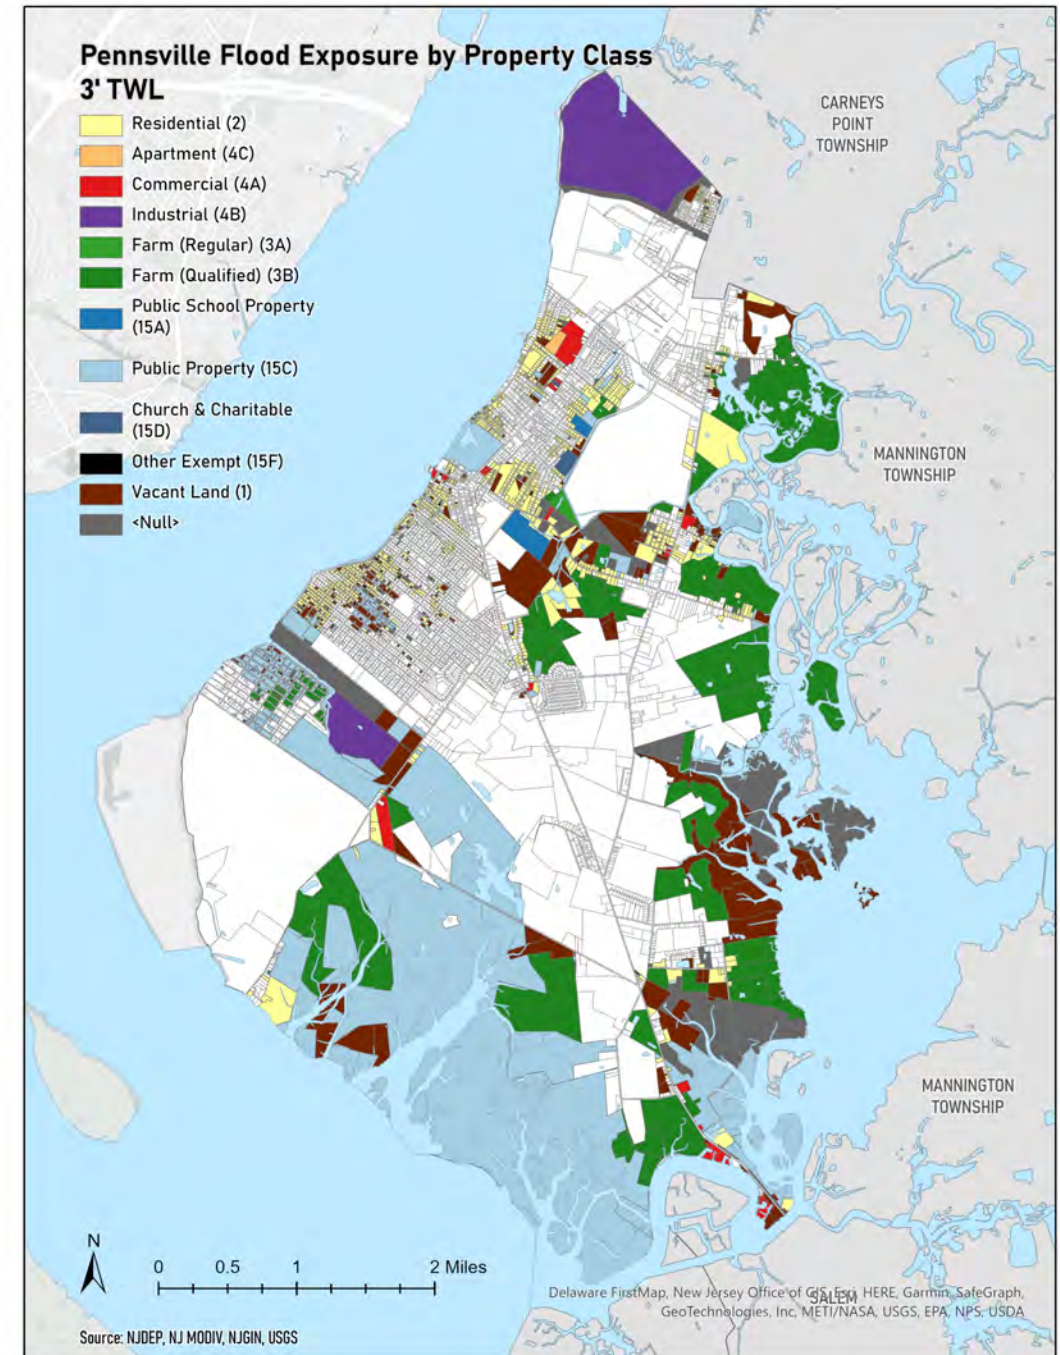 Pennsville Flood Exposure by Property Class
3' TWL
Residential (2)
Apartment (4C)
Commercial (4A)
Industrial (4B)
Farm (Regular) (3A)
Farm (Qualified) (3B)
Public School Property
(15A)
Public Property (15C)
Church & Charitable
(15D)
Other Exempt (15F)
Vacant Land (1)
<Null>
CARNEYS
POINT
TOWNSHIP
MANNINGTON
TOWNSHIP
MANNINGTON
TOWNSHIP
SALEM
N
0 0.5 1 2 Miles
Delaware FirstMap, New Jersey Office of GIS, Esri, HERE, Garmin, SafeGraph,
GeoTechnologies, Inc, METI/NASA, USGS, EPA, NPS, USDA
Source: NJDEP, NJ MODIV, NJGIN, USGS